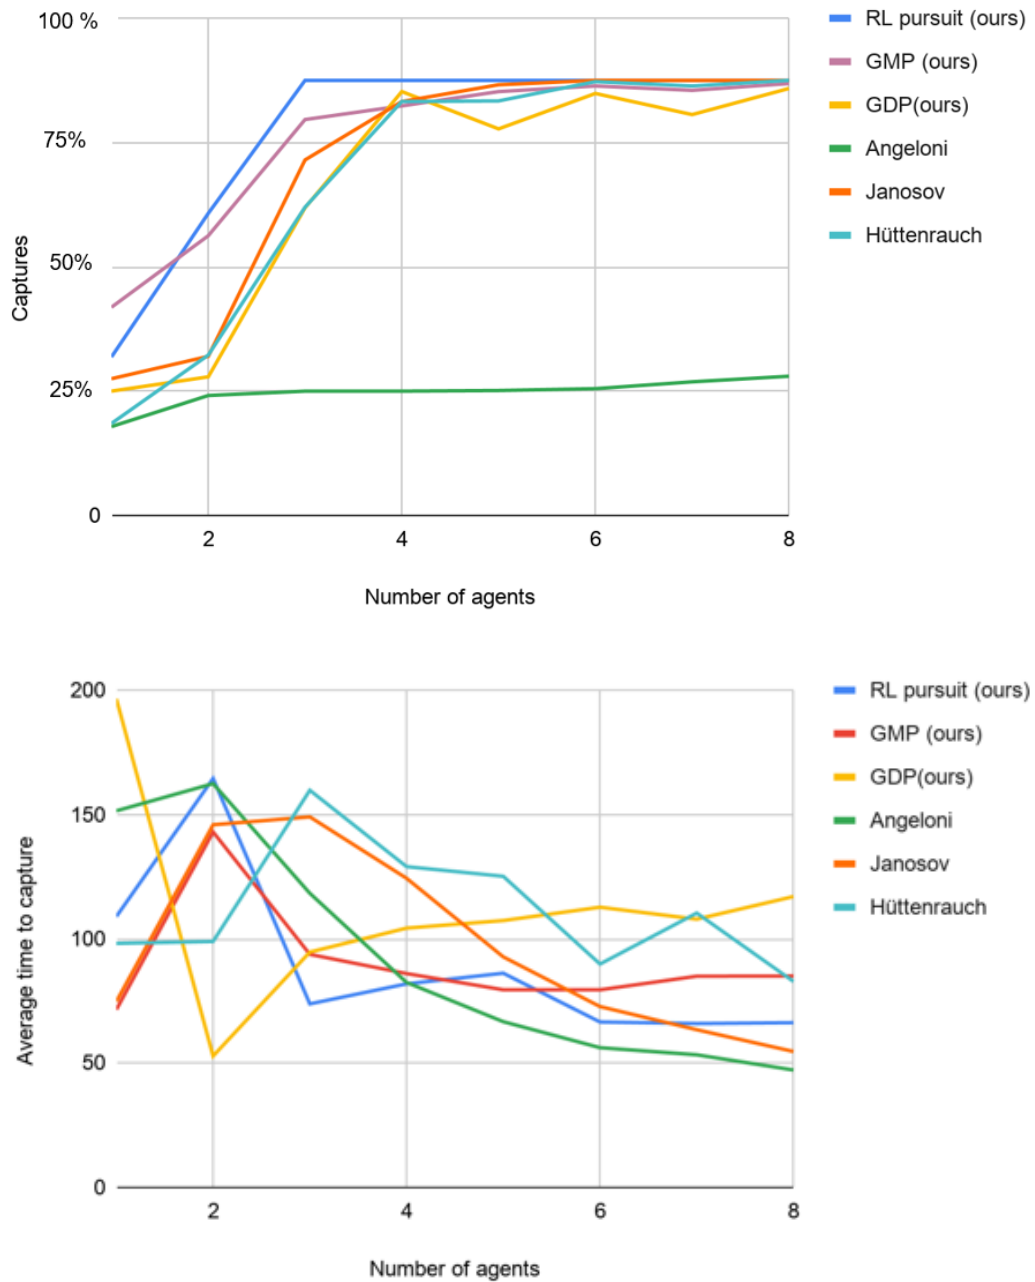 100 %
75%
50%
25%
0
Captures
2
4
6
8
Number of agents
RL pursuit (ours)
GMP (ours)
GDP(ours)
Angeloni
Janosov
Hüttenrauch
200
150
100
50
0
Average time to capture
2
4
6
8
Number of agents
RL pursuit (ours)
GMP (ours)
GDP(ours)
Angeloni
Janosov
Hüttenrauch